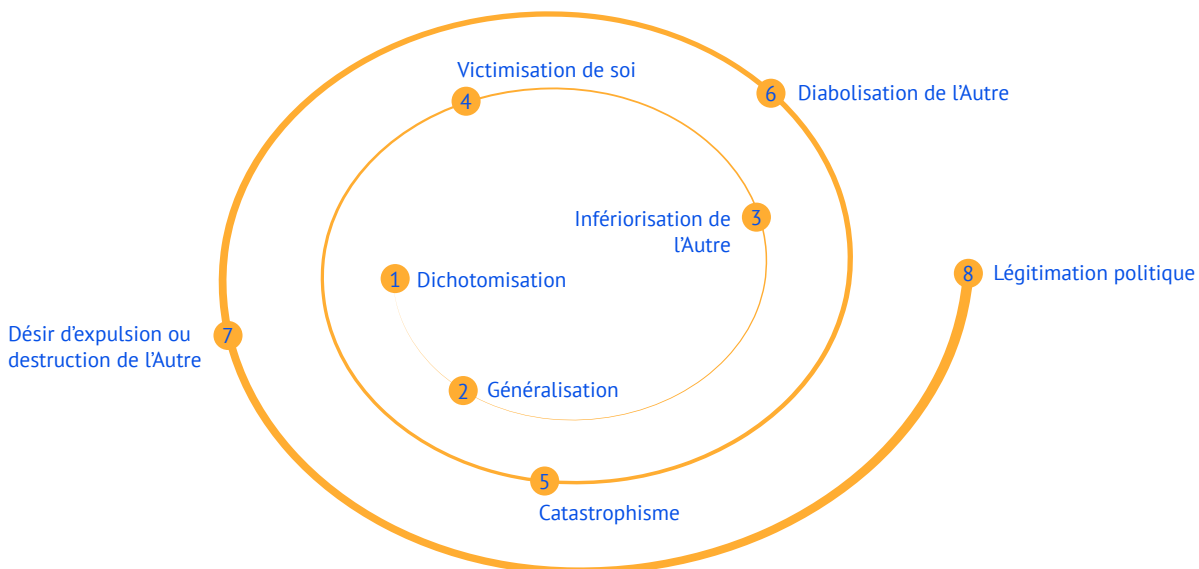 1 Dichotomisation
2 Généralisation
3 Infériorisation de
l’Autre
4 Victimisation de soi
5 Catastrophisme
6 Diabolisation de l’Autre
7 Désir d’expulsion ou
destruction de l’Autre
8 Légitimation politique